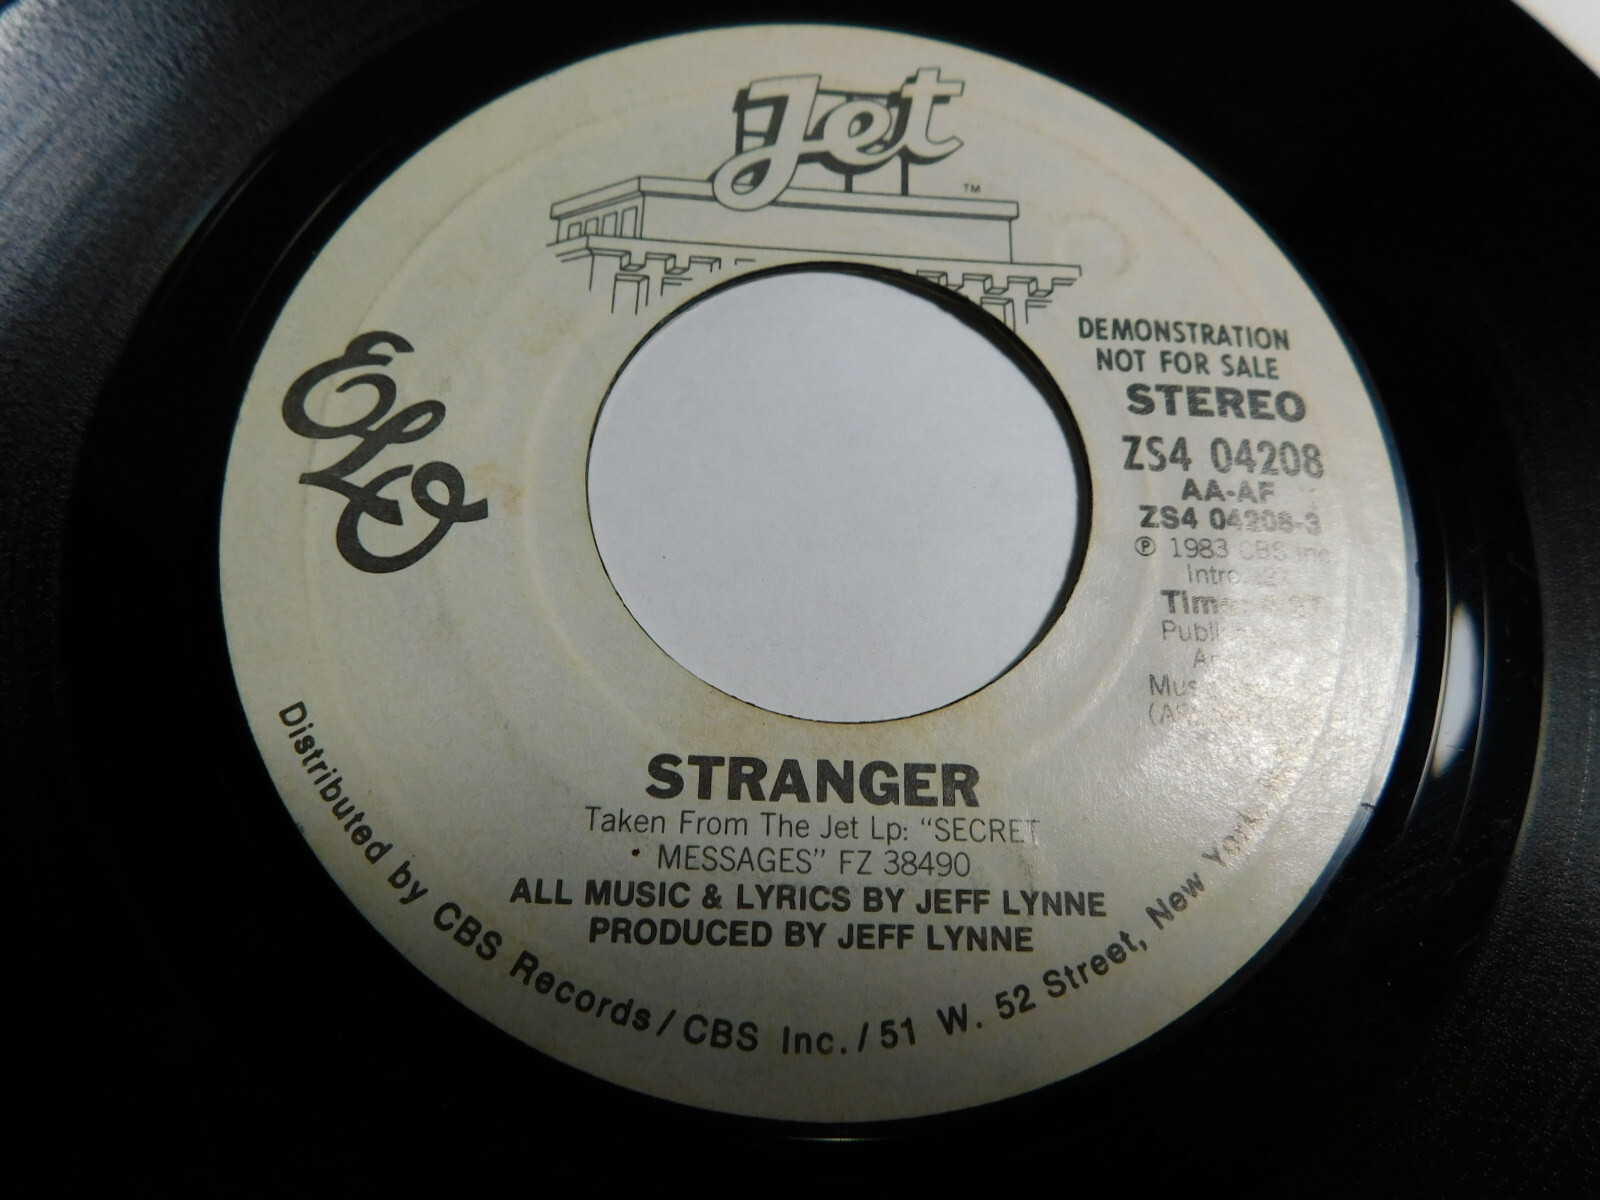 Jet
™
ELO
DEMONSTRATION
NOT FOR SALE
STEREO
ZS4 04208
AA-AF
ZS4 04208-3
℗ 1983 CBS Inc.
Intro
Time
STRANGER
Taken From The Jet Lp: "SECRET
MESSAGES" FZ 38490
ALL MUSIC & LYRICS BY JEFF LYNNE
PRODUCED BY JEFF LYNNE
Distributed by CBS Records/CBS Inc./51 W. 52 Street, New York,